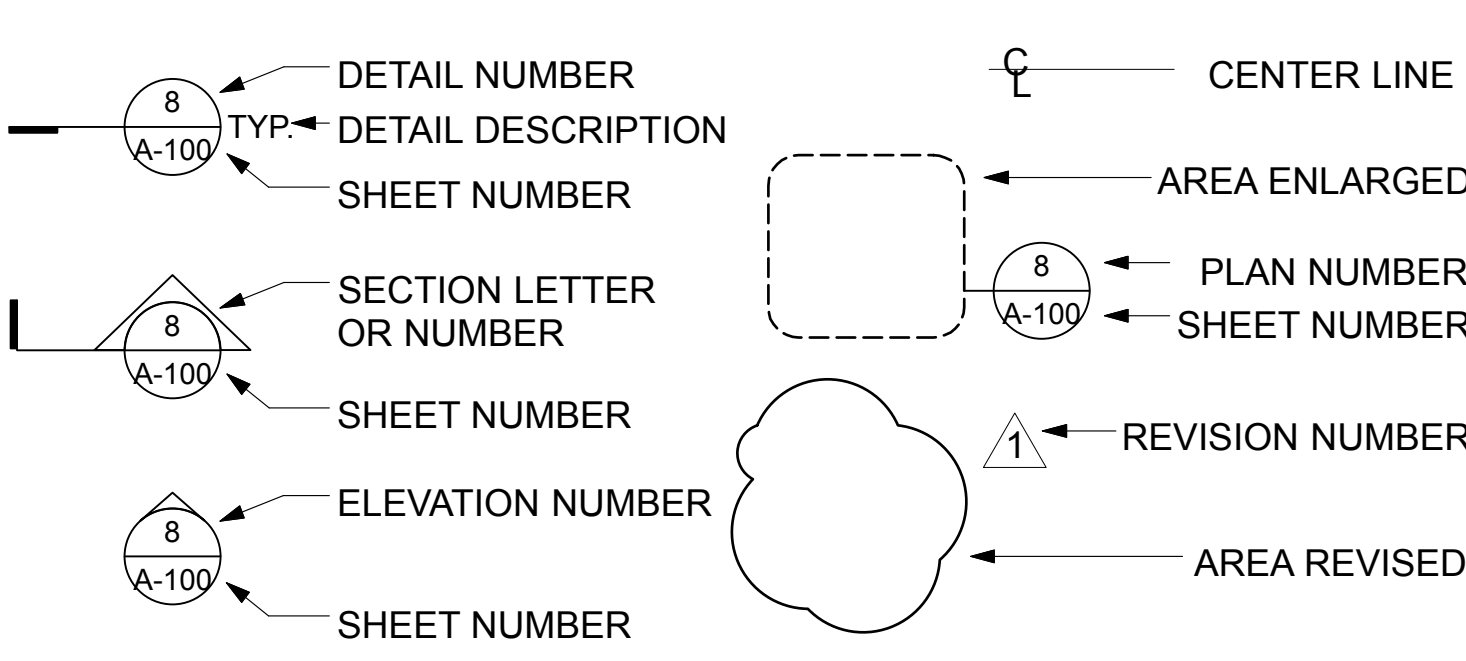 8
A-100
TYP.
DETAIL NUMBER
DETAIL DESCRIPTION
SHEET NUMBER
8
A-100
SECTION LETTER
OR NUMBER
SHEET NUMBER
8
A-100
ELEVATION NUMBER
SHEET NUMBER
CL
CENTER LINE
AREA ENLARGED
8
A-100
PLAN NUMBER
SHEET NUMBER
1
REVISION NUMBER
AREA REVISED